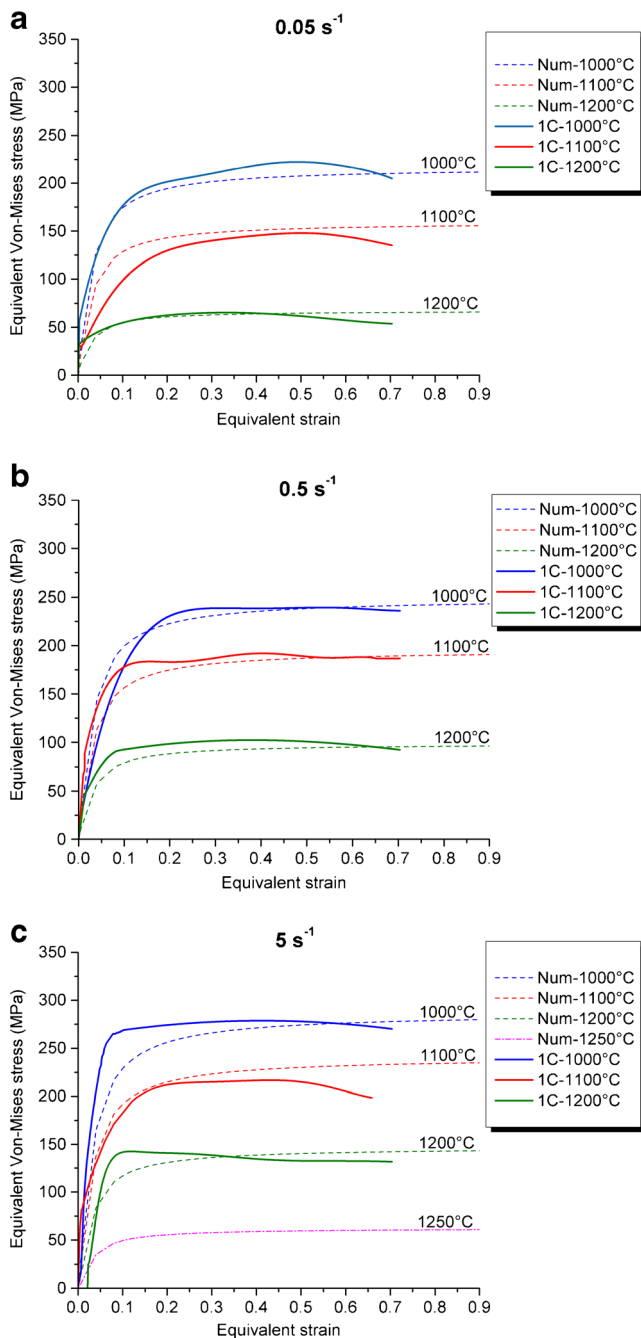 a
0.05 s-1
350
300
250
200
150
100
50
0
Equivalent Von-Mises stress (MPa)
1000°C
1100°C
1200°C
0.0 0.1 0.2 0.3 0.4 0.5 0.6 0.7 0.8 0.9
Equivalent strain
Num-1000°C
Num-1100°C
Num-1200°C
1C-1000°C
1C-1100°C
1C-1200°C
b
0.5 s-1
350
300
250
200
150
100
50
0
Equivalent Von-Mises stress (MPa)
1000°C
1100°C
1200°C
0.0 0.1 0.2 0.3 0.4 0.5 0.6 0.7 0.8 0.9
Equivalent strain
Num-1000°C
Num-1100°C
Num-1200°C
1C-1000°C
1C-1100°C
1C-1200°C
c
5 s-1
350
300
250
200
150
100
50
0
Equivalent Von-Mises stress (MPa)
1000°C
1100°C
1200°C
1250°C
0.0 0.1 0.2 0.3 0.4 0.5 0.6 0.7 0.8 0.9
Equivalent strain
Num-1000°C
Num-1100°C
Num-1200°C
Num-1250°C
1C-1000°C
1C-1100°C
1C-1200°C